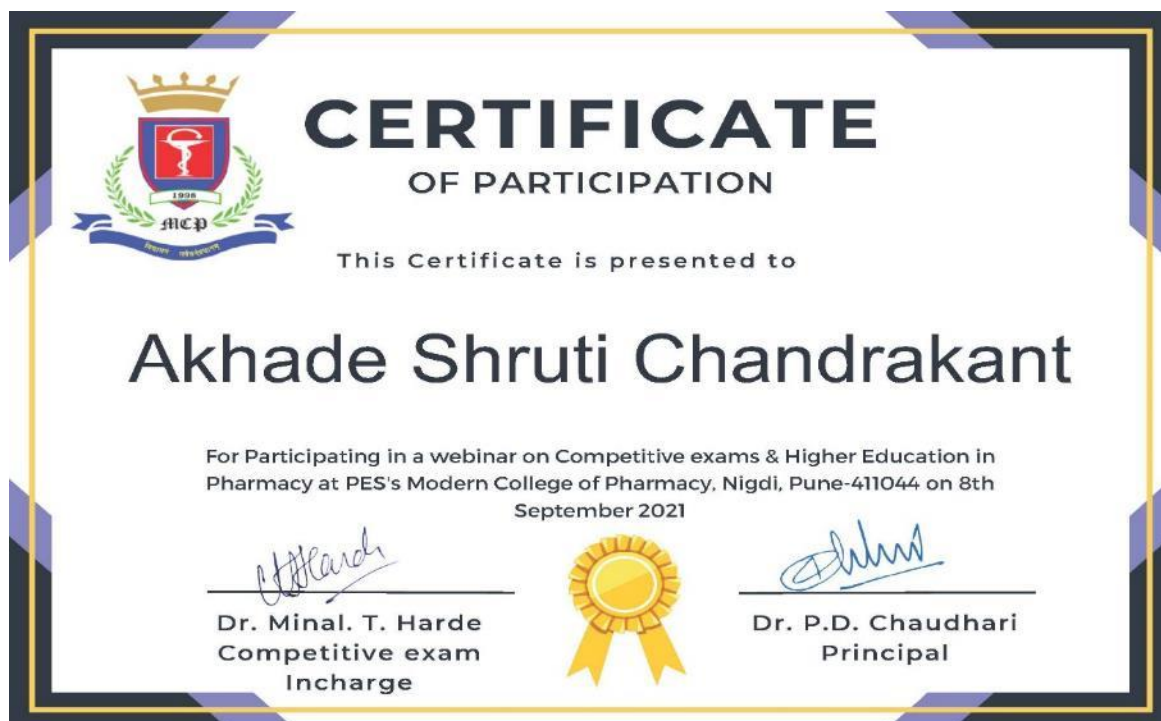 CERTIFICATE
OF PARTICIPATION
1998
MCP
This Certificate is presented to
Akhade Shruti Chandrakant
For Participating in a webinar on Competitive exams & Higher Education in
Pharmacy at PES's Modern College of Pharmacy, Nigdi, Pune-411044 on 8th
September 2021
Dr. Minal. T. Harde
Competitive exam
Incharge
Dr. P.D. Chaudhari
Principal